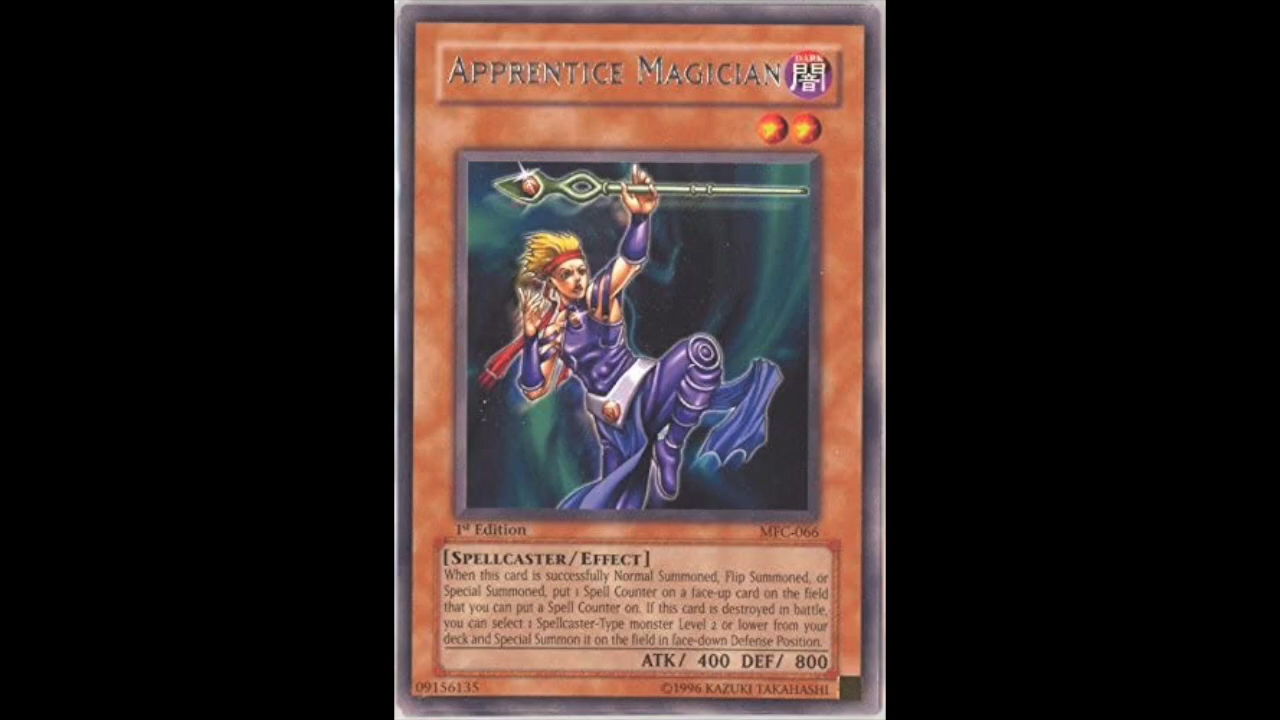 APPRENTICE MAGICIAN
DARK
闇
1st Edition
MFC-066
[SPELLCASTER/EFFECT]
When this card is successfully Normal Summoned, Flip Summoned, or
Special Summoned, put 1 Spell Counter on a face-up card on the field
that you can put a Spell Counter on. If this card is destroyed in battle,
you can select 1 Spellcaster-Type monster Level 2 or lower from your
deck and Special Summon it on the field in face-down Defense Position.
ATK/ 400 DEF/ 800
09156135
©1996 KAZUKI TAKAHASHI